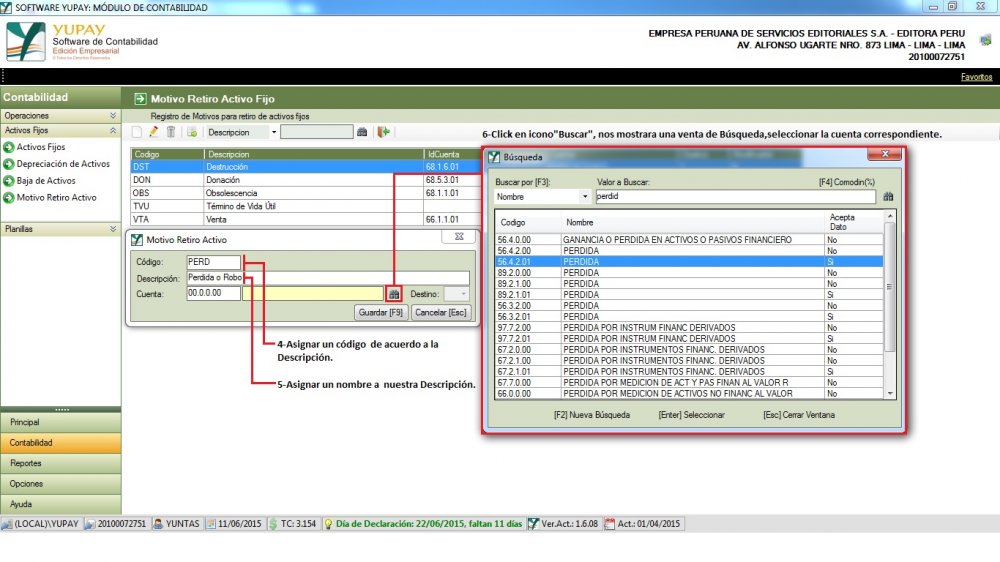 SOFTWARE YUPAY: MÓDULO DE CONTABILIDAD
YUPAY
Software de Contabilidad
Edición Empresarial
EMPRESA PERUANA DE SERVICIOS EDITORIALES S.A. - EDITORA PERU
AV. ALFONSO UGARTE NRO. 873 LIMA - LIMA - LIMA
20100072751
Favoritos
Contabilidad
Operaciones
Activos Fijos
Activos Fijos
Depreciación de Activos
Baja de Activos
Motivo Retiro Activo
Planillas
Principal
Contabilidad
Reportes
Opciones
Ayuda
Motivo Retiro Activo Fijo
Registro de Motivos para retiro de activos fijos
Descripcion
6-Click en icono"Buscar", nos mostrara una venta de Búsqueda,seleccionar la cuenta correspondiente.
Codigo Descripcion IdCuenta
DST Destrucción 68.1.6.01
DON Donación 68.5.3.01
OBS Obsolescencia 68.1.1.01
TVU Término de Vida Útil
VTA Venta 66.1.1.01
Motivo Retiro Activo
Código: PERD
Descripción: Perdida o Robo
Cuenta: 00.0.0.00 Destino:
Guardar [F9] Cancelar [Esc]
4-Asignar un código de acuerdo a la
Descripción.
5-Asignar un nombre a nuestra Descripción.
Búsqueda
Buscar por [F3]: Valor a Buscar: [F4] Comodin(%)
Nombre perdid
Codigo Nombre Acepta Dato
56.4.0.00 GANANCIA O PERDIDA EN ACTIVOS O PASIVOS FINANCIERO No
56.4.2.00 PERDIDA No
56.4.2.01 PERDIDA Si
89.2.0.00 PERDIDA No
89.2.1.00 PERDIDA No
89.2.1.01 PERDIDA Si
56.3.2.00 PERDIDA No
56.3.2.01 PERDIDA Si
97.7.2.00 PERDIDA POR INSTRUM FINANC DERIVADOS No
97.7.2.01 PERDIDA POR INSTRUM FINANC DERIVADOS Si
67.2.0.00 PERDIDA POR INSTRUMENTOS FINANC. DERIVADOS No
67.2.1.00 PERDIDA POR INSTRUMENTOS FINANC. DERIVADOS No
67.2.1.01 PERDIDA POR INSTRUMENTOS FINANC. DERIVADOS Si
67.7.0.00 PERDIDA POR MEDICION DE ACT Y PAS FINAN AL VALOR R No
66.0.0.00 PERDIDA POR MEDICION DE ACTIVOS NO FINANC AL VALOR No
[F2] Nueva Búsqueda [Enter] Seleccionar [Esc] Cerrar Ventana
(LOCAL)\YUPAY 20100072751 YUNTAS 11/06/2015 TC: 3.154 Día de Declaración: 22/06/2015, faltan 11 días Ver.Act.: 1.6.08 Act.: 01/04/2015